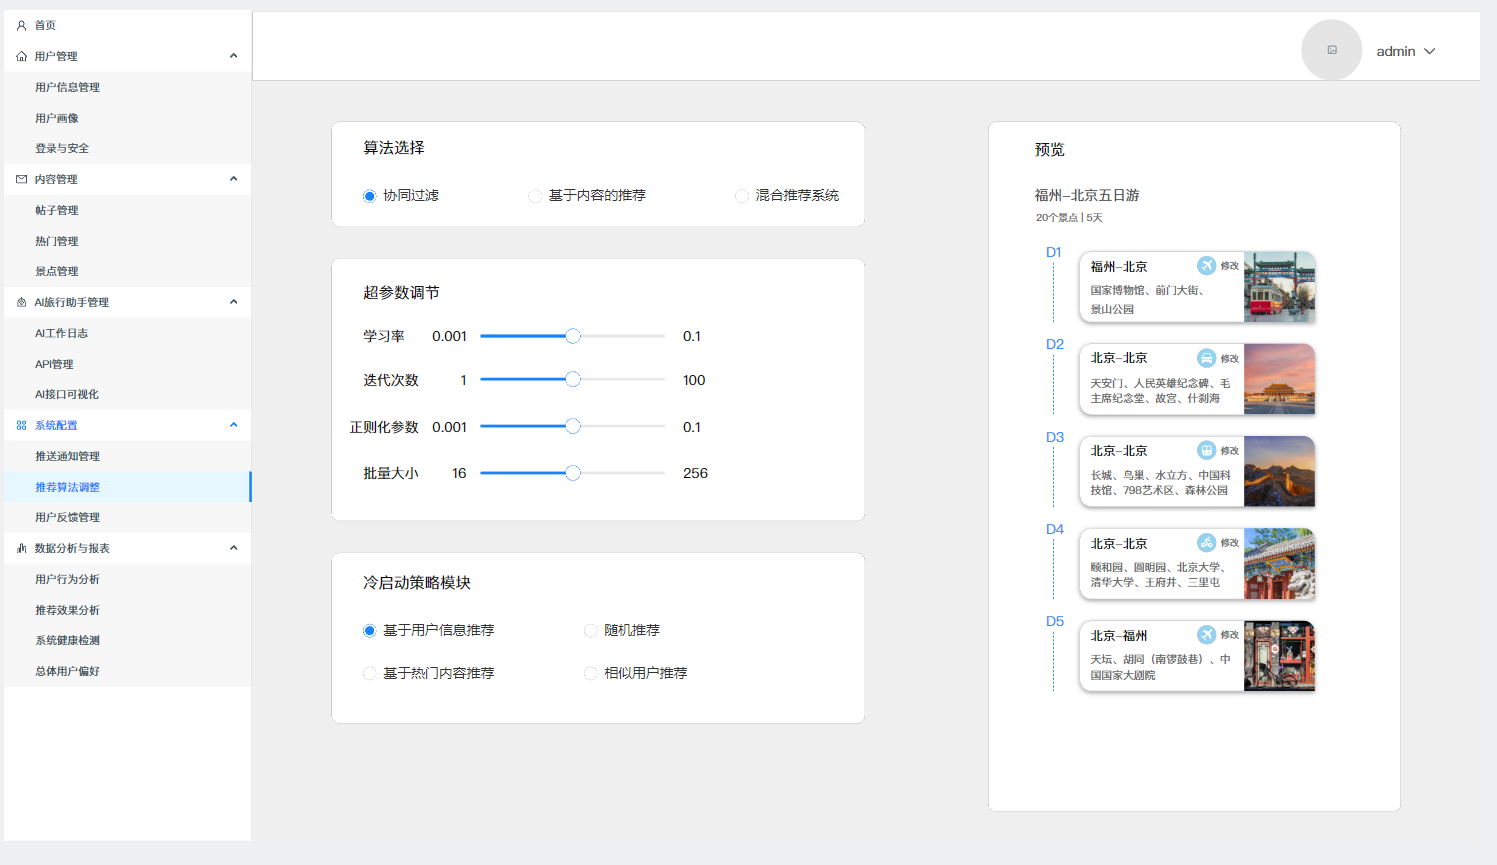 首页
用户管理
用户信息管理
用户画像
登录与安全
内容管理
帖子管理
热门管理
景点管理
AI旅行助手管理
AI工作日志
API管理
AI接口可视化
系统配置
推送通知管理
推荐算法调整
用户反馈管理
数据分析与报表
用户行为分析
推荐效果分析
系统健康检测
总体用户偏好
admin
算法选择
协同过滤 基于内容的推荐 混合推荐系统
超参数调节
学习率 0.001 0.1
迭代次数 1 100
正则化参数 0.001 0.1
批量大小 16 256
冷启动策略模块
基于用户信息推荐 随机推荐
基于热门内容推荐 相似用户推荐
预览
福州-北京五日游
20个景点 | 5天
D1
福州-北京 修改
国家博物馆、前门大街、
景山公园
D2
北京-北京 修改
天安门、人民英雄纪念碑、毛
主席纪念堂、故宫、什刹海
D3
北京-北京 修改
长城、鸟巢、水立方、中国科
技馆、798艺术区、森林公园
D4
北京-北京 修改
颐和园、圆明园、北京大学、
清华大学、王府井、三里屯
D5
北京-福州 修改
天坛、胡同（南锣鼓巷）、中
国国家大剧院